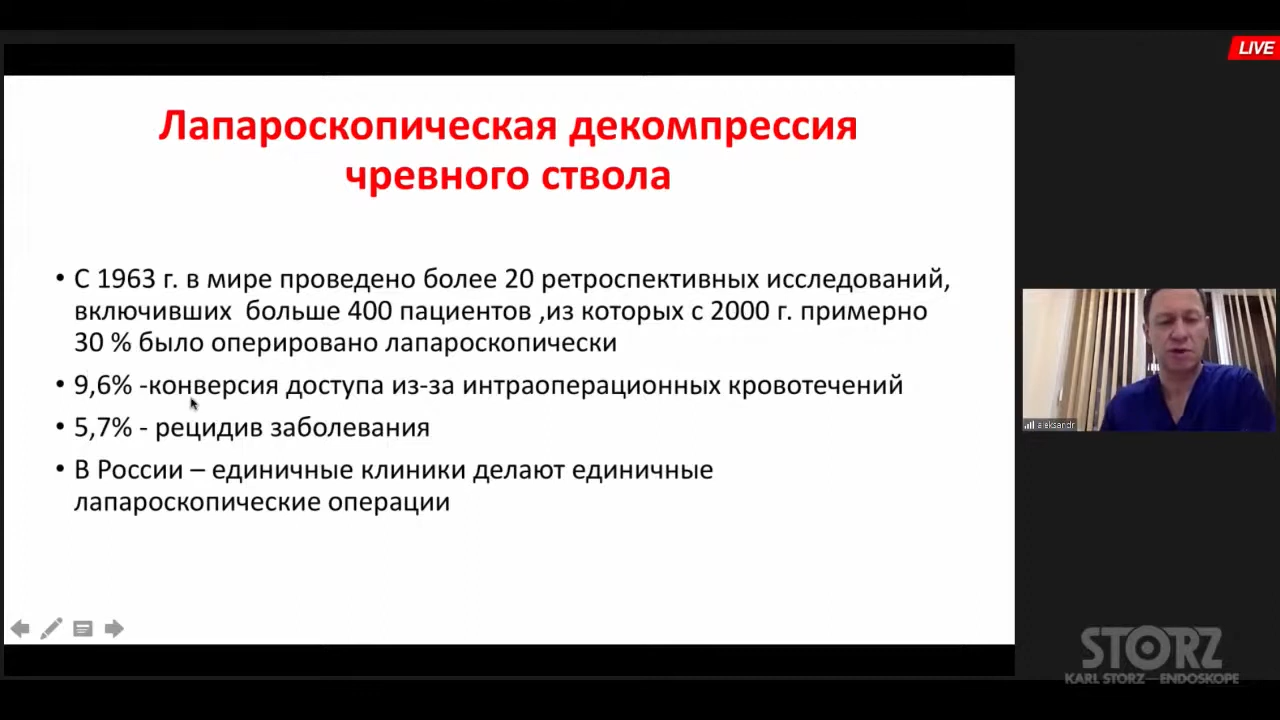 LIVE
Лапароскопическая декомпрессия
чревного ствола
• С 1963 г. в мире проведено более 20 ретроспективных исследований,
включивших больше 400 пациентов ,из которых с 2000 г. примерно
30 % было оперировано лапароскопически
• 9,6% -конверсия доступа из-за интраоперационных кровотечений
• 5,7% - рецидив заболевания
• В России – единичные клиники делают единичные
лапароскопические операции
aleksandr
STORZ
KARL STORZ—ENDOSKOPE